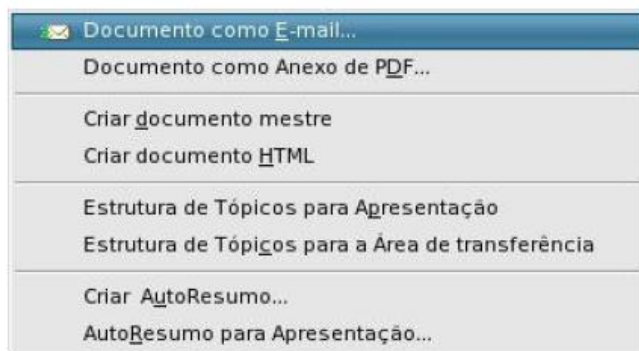 Documento como E-mail...
Documento como Anexo de PDF...
Criar documento mestre
Criar documento HTML
Estrutura de Tópicos para Apresentação
Estrutura de Tópicos para a Área de transferência
Criar AutoResumo...
AutoResumo para Apresentação...